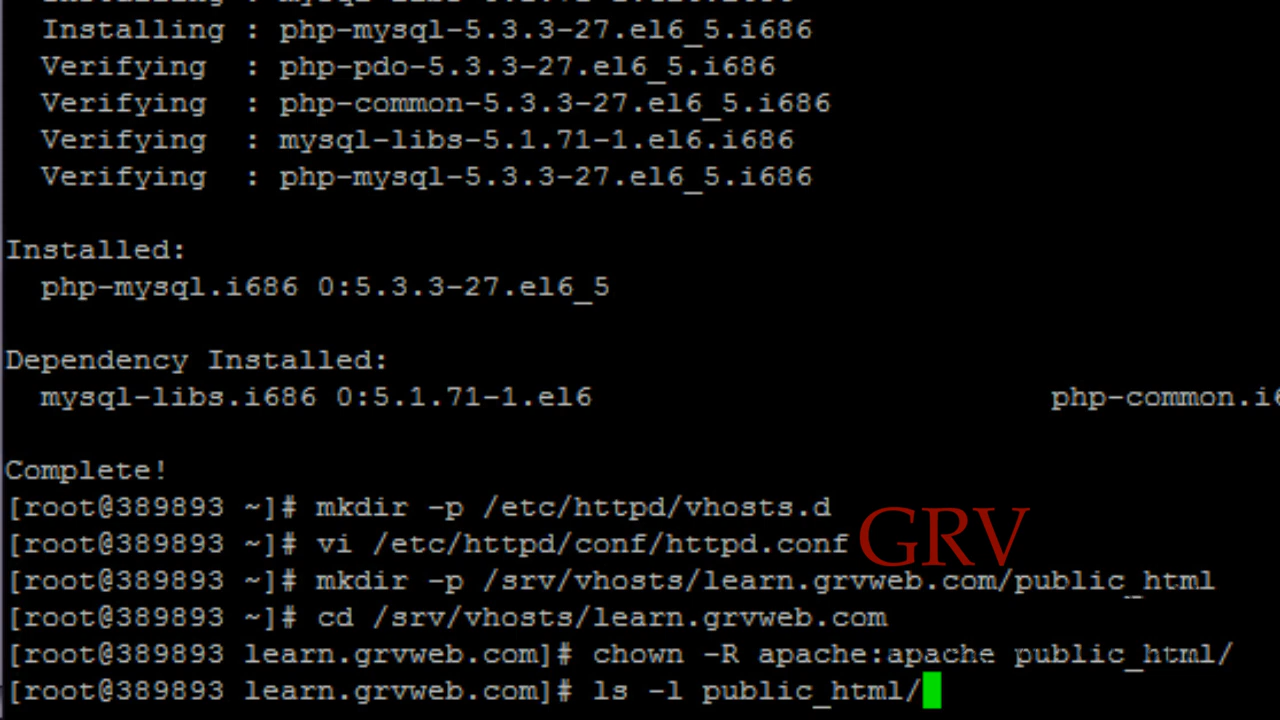 Installing : php-mysql-5.3.3-27.el6_5.i686
Verifying : php-pdo-5.3.3-27.el6_5.i686
Verifying : php-common-5.3.3-27.el6_5.i686
Verifying : mysql-libs-5.1.71-1.el6.i686
Verifying : php-mysql-5.3.3-27.el6_5.i686
Installed:
php-mysql.i686 0:5.3.3-27.el6_5
Dependency Installed:
mysql-libs.i686 0:5.1.71-1.el6 php-common.i6
Complete!
[root@389893 ~]# mkdir -p /etc/httpd/vhosts.d
[root@389893 ~]# vi /etc/httpd/conf/httpd.conf GRV
[root@389893 ~]# mkdir -p /srv/vhosts/learn.grvweb.com/public_html
[root@389893 ~]# cd /srv/vhosts/learn.grvweb.com
[root@389893 learn.grvweb.com]# chown -R apache:apache public_html/
[root@389893 learn.grvweb.com]# ls -l public_html/